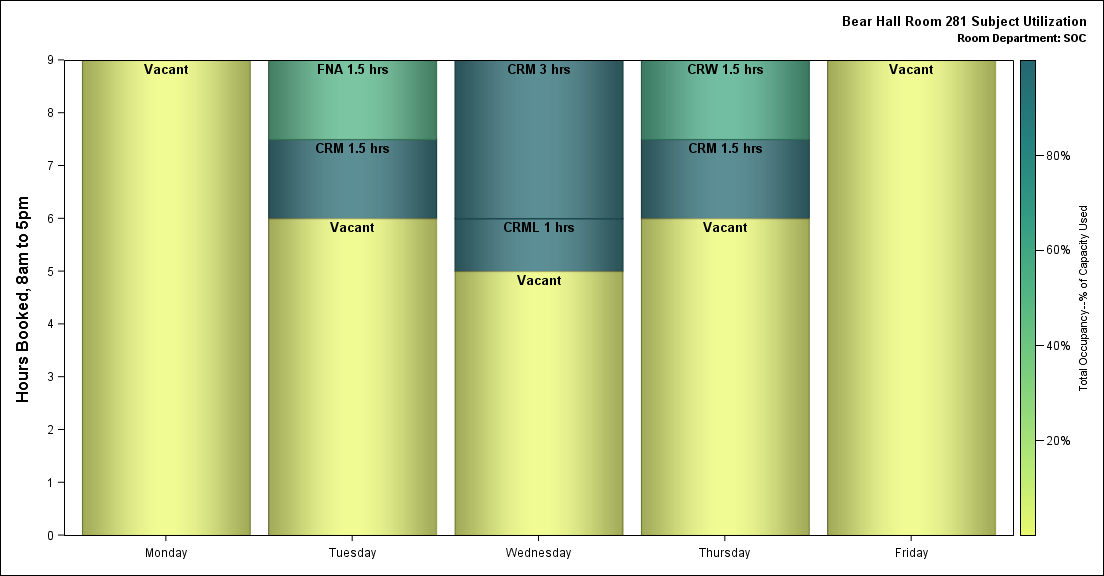 Bear Hall Room 281 Subject Utilization
Room Department: SOC
Hours Booked, 8am to 5pm
9
8
7
6
5
4
3
2
1
0
Vacant
FNA 1.5 hrs
CRM 1.5 hrs
Vacant
CRM 3 hrs
CRML 1 hrs
Vacant
CRW 1.5 hrs
CRM 1.5 hrs
Vacant
Vacant
Monday
Tuesday
Wednesday
Thursday
Friday
80%
60%
40%
20%
Total Occupancy--% of Capacity Used